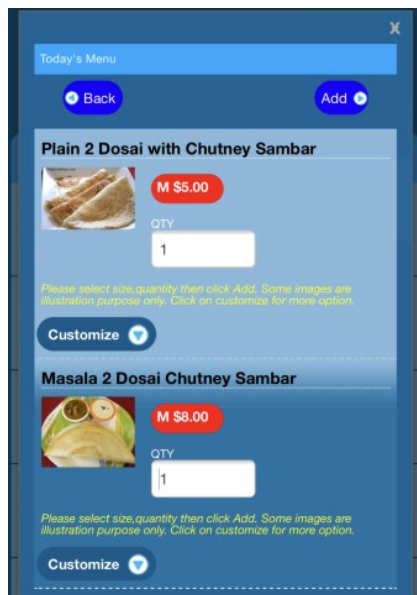 X
Today's Menu
Back
Add
Plain 2 Dosai with Chutney Sambar
M $5.00
QTY
1
Please select size,quantity then click Add. Some images are
illustration purpose only. Click on customize for more option.
Customize
Masala 2 Dosai Chutney Sambar
M $8.00
QTY
1
Please select size,quantity then click Add. Some images are
illustration purpose only. Click on customize for more option.
Customize